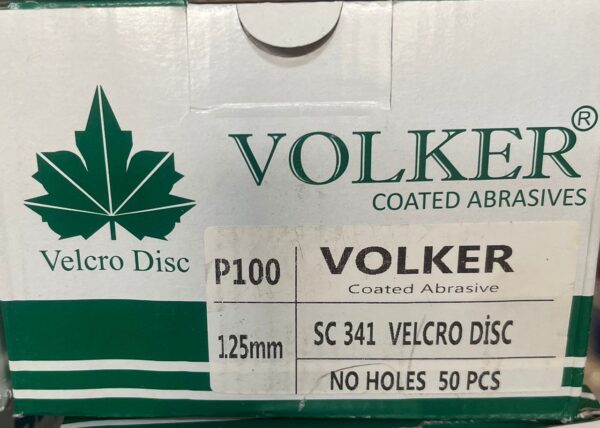 VOLKER®
COATED ABRASIVES
Velcro Disc
P100
VOLKER
Coated Abrasive
125mm
SC 341 VELCRO DİSC
NO HOLES 50 PCS